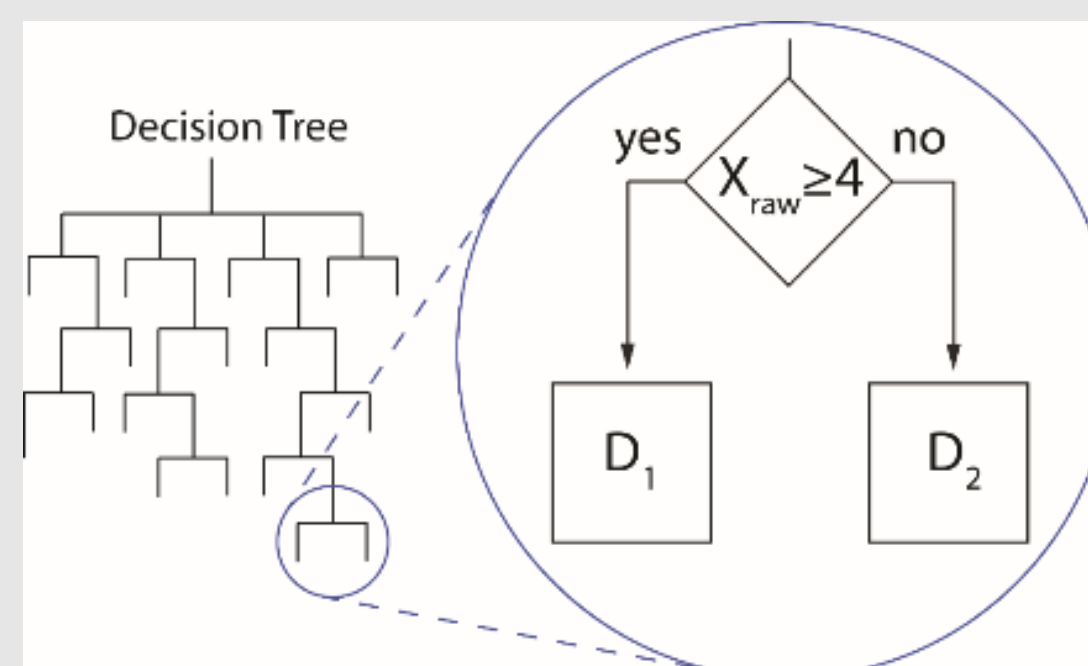 Decision Tree
yes
no
X_raw≥4
D_1
D_2